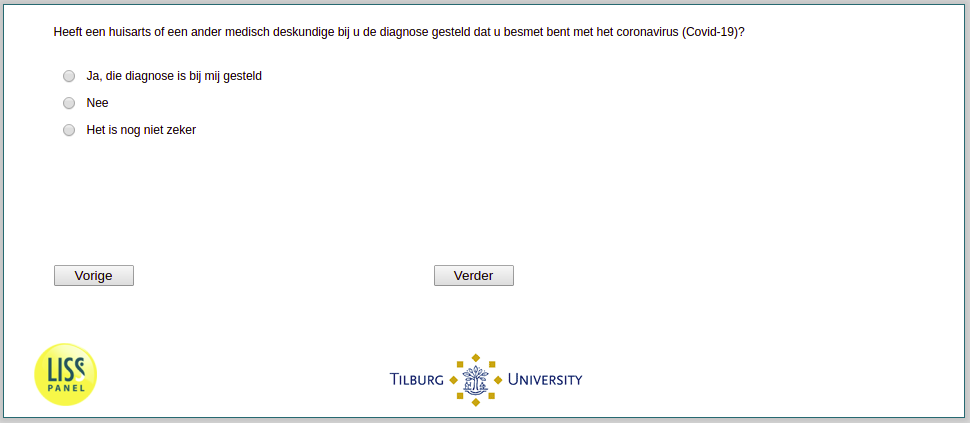 Heeft een huisarts of een ander medisch deskundige bij u de diagnose gesteld dat u besmet bent met het coronavirus (Covid-19)?
Ja, die diagnose is bij mij gesteld
Nee
Het is nog niet zeker
Vorige
Verder
LISS
PANEL
TILBURG UNIVERSITY